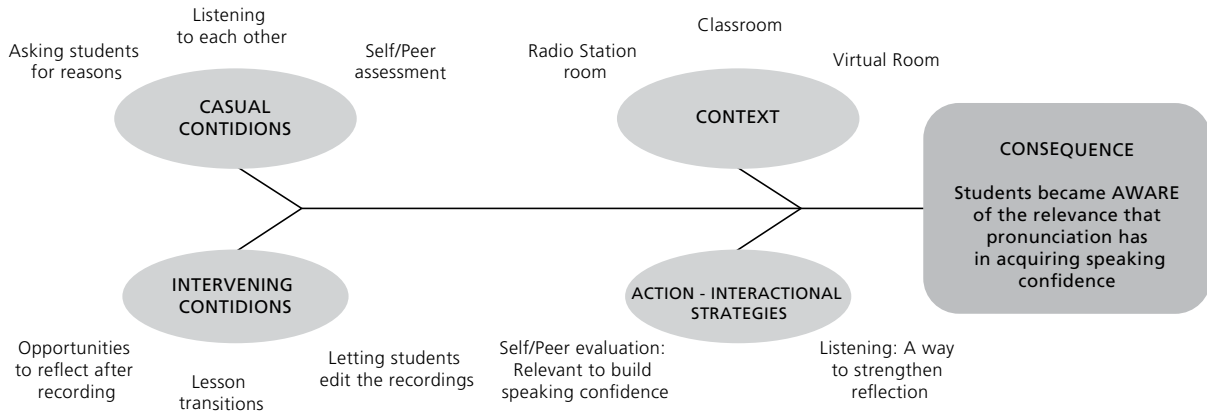 Asking students
for reasons
Listening
to each other
Self/Peer
assessment
CASUAL
CONTIDIONS
Radio Station
room
Classroom
Virtual Room
CONTEXT
INTERVENING
CONTIDIONS
Opportunities
to reflect after
recording
Lesson
transitions
Letting students
edit the recordings
ACTION - INTERACTIONAL
STRATEGIES
Self/Peer evaluation:
Relevant to build
speaking confidence
Listening: A way
to strengthen
reflection
CONSEQUENCE
Students became AWARE
of the relevance that
pronunciation has
in acquiring speaking
confidence